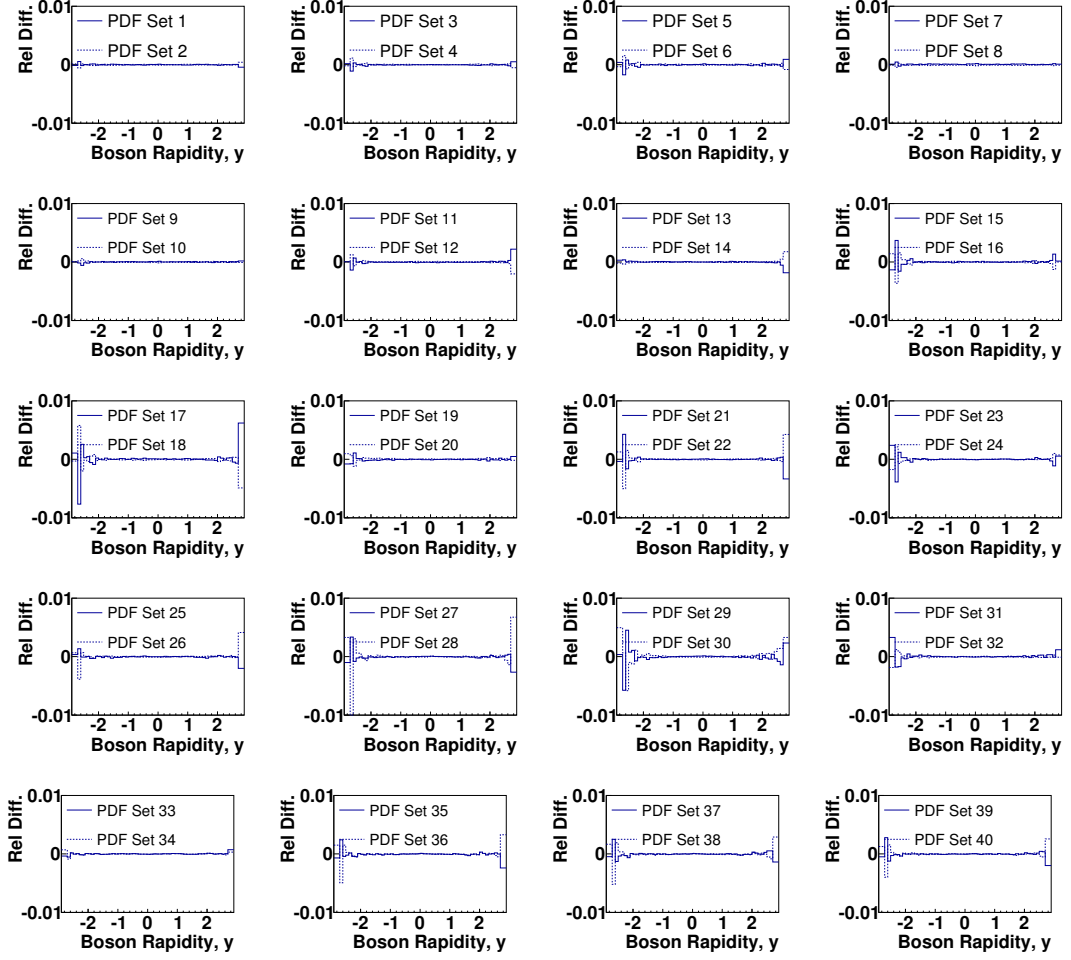 0.01
Rel Diff.
PDF Set 1
PDF Set 2
0
-0.01
-2 -1 0 1 2
Boson Rapidity, y
0.01
Rel Diff.
PDF Set 3
PDF Set 4
0
-0.01
-2 -1 0 1 2
Boson Rapidity, y
0.01
Rel Diff.
PDF Set 5
PDF Set 6
0
-0.01
-2 -1 0 1 2
Boson Rapidity, y
0.01
Rel Diff.
PDF Set 7
PDF Set 8
0
-0.01
-2 -1 0 1 2
Boson Rapidity, y
0.01
Rel Diff.
PDF Set 9
PDF Set 10
0
-0.01
-2 -1 0 1 2
Boson Rapidity, y
0.01
Rel Diff.
PDF Set 11
PDF Set 12
0
-0.01
-2 -1 0 1 2
Boson Rapidity, y
0.01
Rel Diff.
PDF Set 13
PDF Set 14
0
-0.01
-2 -1 0 1 2
Boson Rapidity, y
0.01
Rel Diff.
PDF Set 15
PDF Set 16
0
-0.01
-2 -1 0 1 2
Boson Rapidity, y
0.01
Rel Diff.
PDF Set 17
PDF Set 18
0
-0.01
-2 -1 0 1 2
Boson Rapidity, y
0.01
Rel Diff.
PDF Set 19
PDF Set 20
0
-0.01
-2 -1 0 1 2
Boson Rapidity, y
0.01
Rel Diff.
PDF Set 21
PDF Set 22
0
-0.01
-2 -1 0 1 2
Boson Rapidity, y
0.01
Rel Diff.
PDF Set 23
PDF Set 24
0
-0.01
-2 -1 0 1 2
Boson Rapidity, y
0.01
Rel Diff.
PDF Set 25
PDF Set 26
0
-0.01
-2 -1 0 1 2
Boson Rapidity, y
0.01
Rel Diff.
PDF Set 27
PDF Set 28
0
-0.01
-2 -1 0 1 2
Boson Rapidity, y
0.01
Rel Diff.
PDF Set 29
PDF Set 30
0
-0.01
-2 -1 0 1 2
Boson Rapidity, y
0.01
Rel Diff.
PDF Set 31
PDF Set 32
0
-0.01
-2 -1 0 1 2
Boson Rapidity, y
0.01
Rel Diff.
PDF Set 33
PDF Set 34
0
-0.01
-2 -1 0 1 2
Boson Rapidity, y
0.01
Rel Diff.
PDF Set 35
PDF Set 36
0
-0.01
-2 -1 0 1 2
Boson Rapidity, y
0.01
Rel Diff.
PDF Set 37
PDF Set 38
0
-0.01
-2 -1 0 1 2
Boson Rapidity, y
0.01
Rel Diff.
PDF Set 39
PDF Set 40
0
-0.01
-2 -1 0 1 2
Boson Rapidity, y